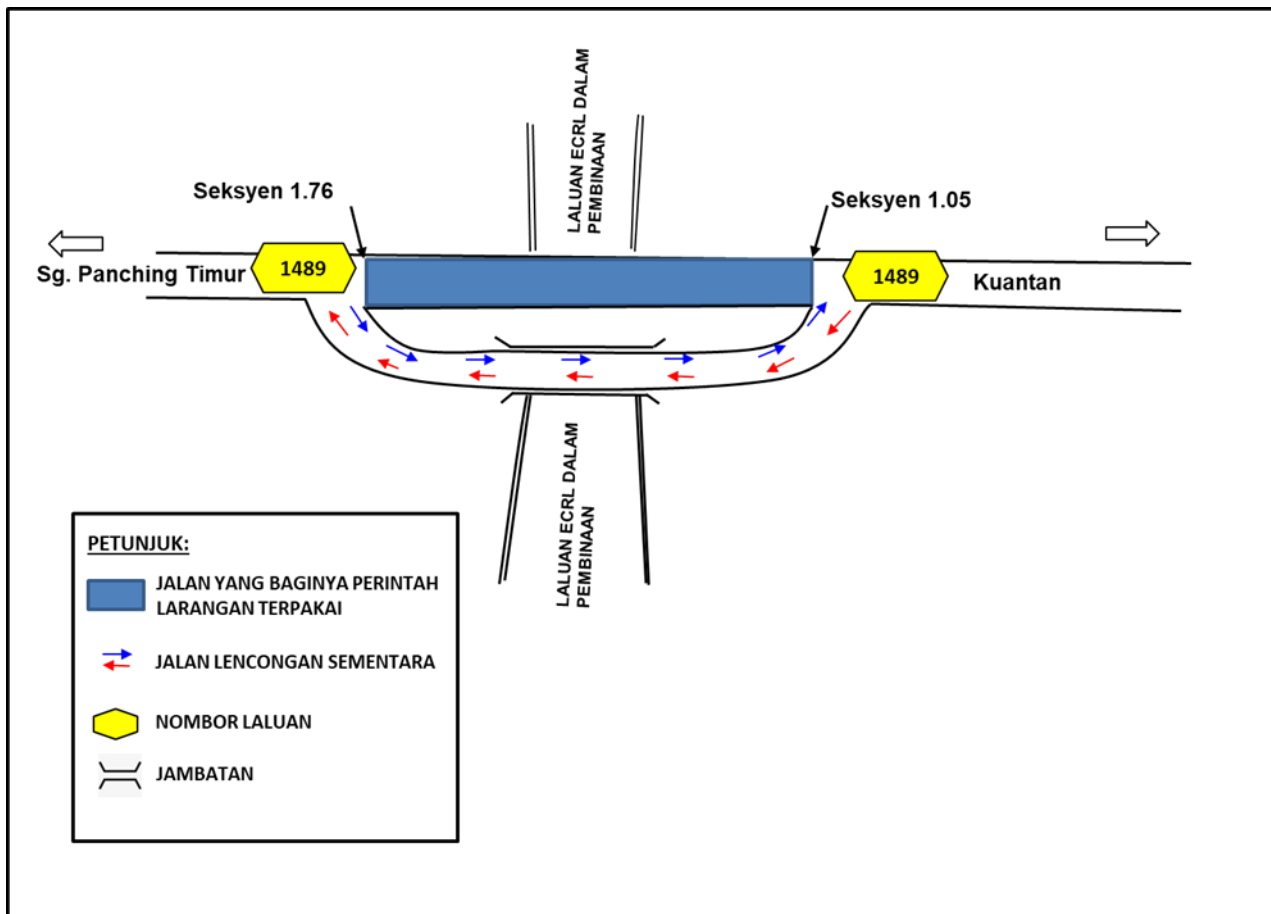 LALUAN ECRL DALAM
PEMBINAAN
Seksyen 1.76
Seksyen 1.05
Sg. Panching Timur
1489
1489
Kuantan
LALUAN ECRL DALAM
PEMBINAAN
PETUNJUK:
JALAN YANG BAGINYA PERINTAH
LARANGAN TERPAKAI
JALAN LENCONGAN SEMENTARA
NOMBOR LALUAN
JAMBATAN